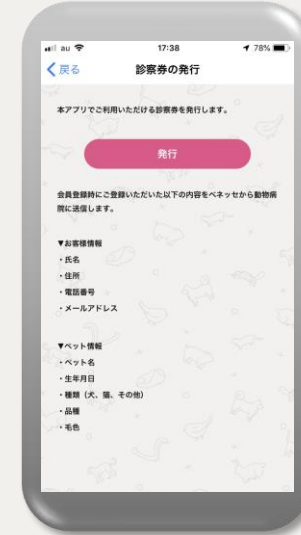 au 17:38 78%
戻る 診察券の発行
本アプリでご利用いただける診察券を発行します。
発行
会員登録時にご登録いただいた以下の内容をベネッセから動物病
院に送信します。
▼お客様情報
・氏名
・住所
・電話番号
・メールアドレス
▼ペット情報
・ペット名
・生年月日
・種類（犬、猫、その他）
・品種
・毛色